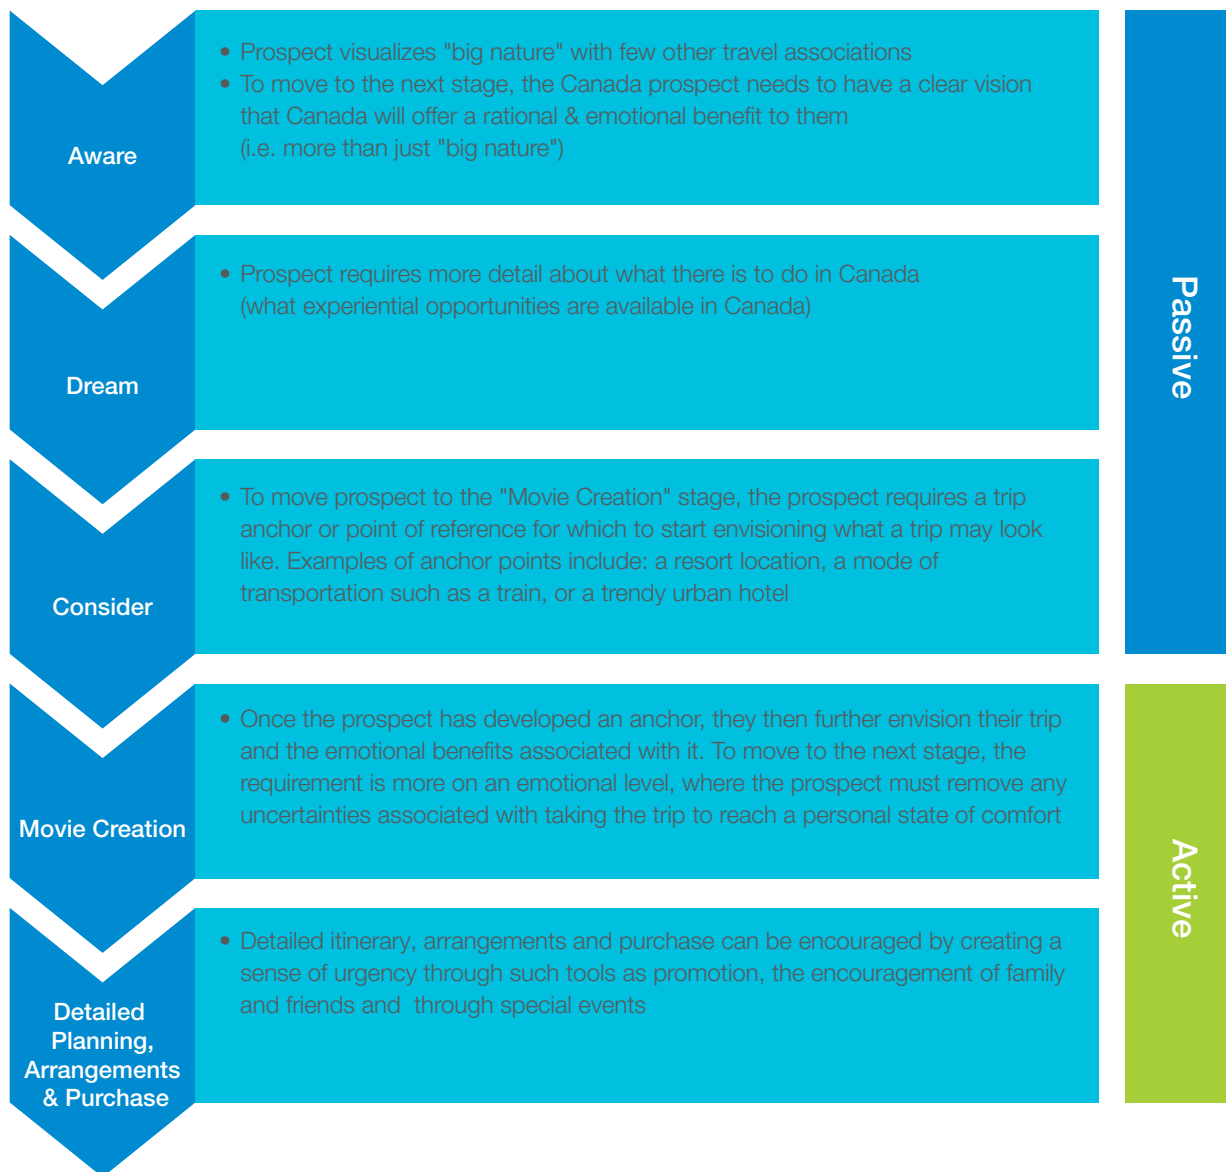 Aware
• Prospect visualizes "big nature" with few other travel associations
• To move to the next stage, the Canada prospect needs to have a clear vision
that Canada will offer a rational & emotional benefit to them
(i.e. more than just "big nature")
Dream
• Prospect requires more detail about what there is to do in Canada
(what experiential opportunities are available in Canada)
Consider
• To move prospect to the "Movie Creation" stage, the prospect requires a trip
anchor or point of reference for which to start envisioning what a trip may look
like. Examples of anchor points include: a resort location, a mode of
transportation such as a train, or a trendy urban hotel
Passive
Movie Creation
• Once the prospect has developed an anchor, they then further envision their trip
and the emotional benefits associated with it. To move to the next stage, the
requirement is more on an emotional level, where the prospect must remove any
uncertainties associated with taking the trip to reach a personal state of comfort
Detailed
Planning,
Arrangements
& Purchase
• Detailed itinerary, arrangements and purchase can be encouraged by creating a
sense of urgency through such tools as promotion, the encouragement of family
and friends and  through special events
Active